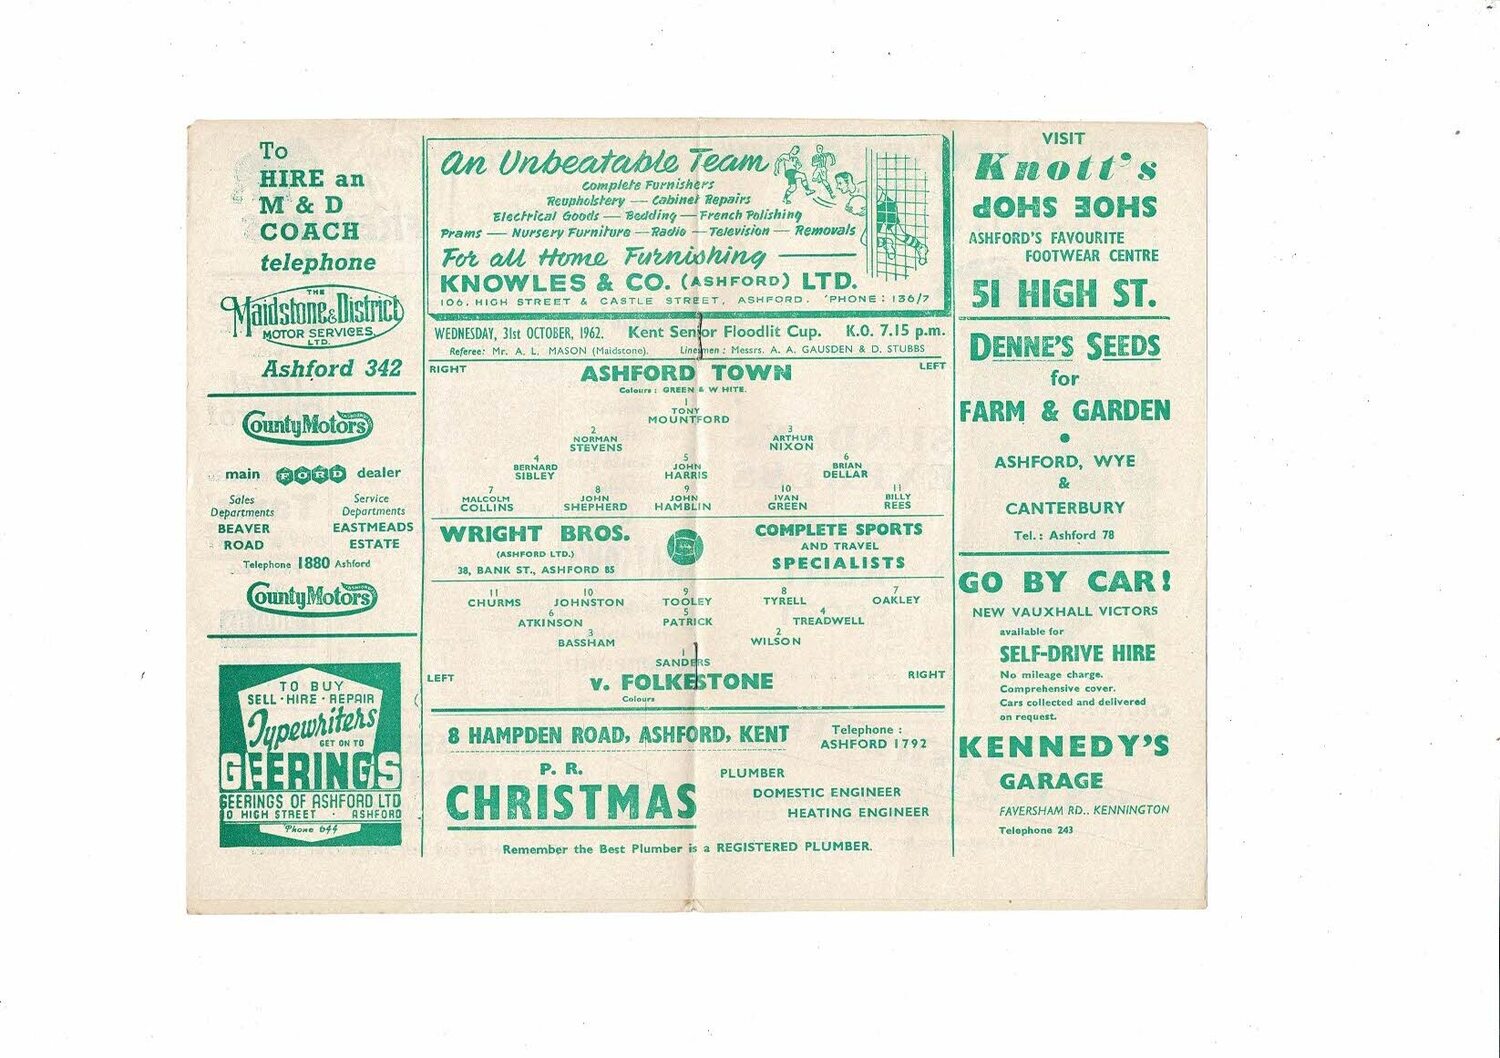 To
HIRE an
M & D
COACH
telephone
THE
Maidstone & District
MOTOR SERVICES
LTD.
Ashford 342
County Motors
main FORD dealer
Sales Departments
BEAVER ROAD
Service Departments
EASTMEADS ESTATE
Telephone 1880 Ashford
County Motors
TO BUY
SELL · HIRE · REPAIR
Typewriters
GET ON TO
GEERINGS
GEERINGS OF ASHFORD LTD
HIGH STREET · ASHFORD
Phone 644
An Unbeatable Team
Complete Furnishers
Reupholstery — Cabinet Repairs
Electrical Goods — Bedding — French Polishing
Prams — Nursery Furniture — Radio — Television — Removals
For all Home Furnishing
KNOWLES & CO. (ASHFORD) LTD.
106, HIGH STREET & CASTLE STREET, ASHFORD. 'PHONE: 136/7
WEDNESDAY, 31st OCTOBER, 1962. Kent Senior Floodlit Cup. K.O. 7.15 p.m.
Referee: Mr. A. L. MASON (Maidstone). Linesmen: Messrs. A. A. GAUSDEN & D. STUBBS
RIGHT ASHFORD TOWN LEFT
Colours: GREEN & WHITE.
1
TONY
MOUNTFORD
2 3
NORMAN ARTHUR
STEVENS NIXON
4 5 6
BERNARD JOHN BRIAN
SIBLEY HARRIS DELLAR
7 8 9 10 11
MALCOLM JOHN JOHN IVAN BILLY
COLLINS SHEPHERD HAMBLIN GREEN REES
WRIGHT BROS.
(ASHFORD LTD.)
38, BANK ST., ASHFORD 85
COMPLETE SPORTS
AND TRAVEL
SPECIALISTS
11 10 9 8 7
CHURMS JOHNSTON TOOLEY TYRELL OAKLEY
6 5 4
ATKINSON PATRICK TREADWELL
3 2
BASSHAM WILSON
1
SANDERS
LEFT v. FOLKESTONE RIGHT
Colours
8 HAMPDEN ROAD, ASHFORD, KENT
Telephone :
ASHFORD 1792
P. R.
CHRISTMAS
PLUMBER
DOMESTIC ENGINEER
HEATING ENGINEER
Remember the Best Plumber is a REGISTERED PLUMBER.
VISIT
Knott's
SHOE SHOP
ASHFORD'S FAVOURITE
FOOTWEAR CENTRE
51 HIGH ST.
DENNE'S SEEDS
for
FARM & GARDEN
ASHFORD, WYE
&
CANTERBURY
Tel.: Ashford 78
GO BY CAR!
NEW VAUXHALL VICTORS
available for
SELF-DRIVE HIRE
No mileage charge.
Comprehensive cover.
Cars collected and delivered
on request.
KENNEDY'S
GARAGE
FAVERSHAM RD., KENNINGTON
Telephone 243